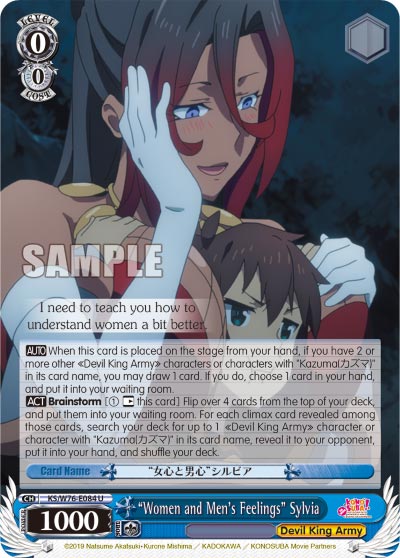 LEVEL
0
0
COST
SAMPLE
I need to teach you how to
understand women a bit better.
AUTO When this card is placed on the stage from your hand, if you have 2 or
more other «Devil King Army» characters or characters with "Kazuma(カズマ)"
in its card name, you may draw 1 card. If you do, choose 1 card in your hand,
and put it into your waiting room.
ACT Brainstorm [① this card] Flip over 4 cards from the top of your deck,
and put them into your waiting room. For each climax card revealed among
those cards, search your deck for up to 1 «Devil King Army» character or
character with "Kazuma(カズマ)" in its card name, reveal it to your opponent,
put it into your hand, and shuffle your deck.
Card Name
“女心と男心”シルビア
CH KS/W76-E084 U
POWER
1000
“Women and Men's Feelings” Sylvia
KONO SUBA!
Devil King Army
©2019 Natsume Akatsuki・Kurone Mishima / KADOKAWA / KONOSUBA Movie Partners